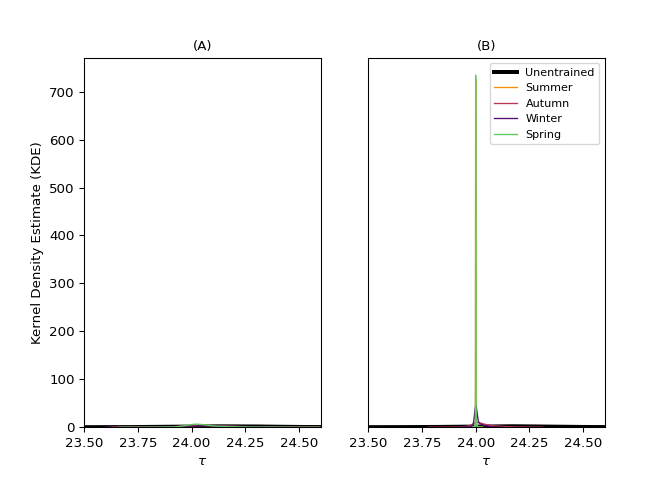 (A)
(B)
Kernel Density Estimate (KDE)
700
600
500
400
300
200
100
0
23.50 23.75 24.00 24.25 24.50
τ
Unentrained
Summer
Autumn
Winter
Spring
23.50 23.75 24.00 24.25 24.50
τ